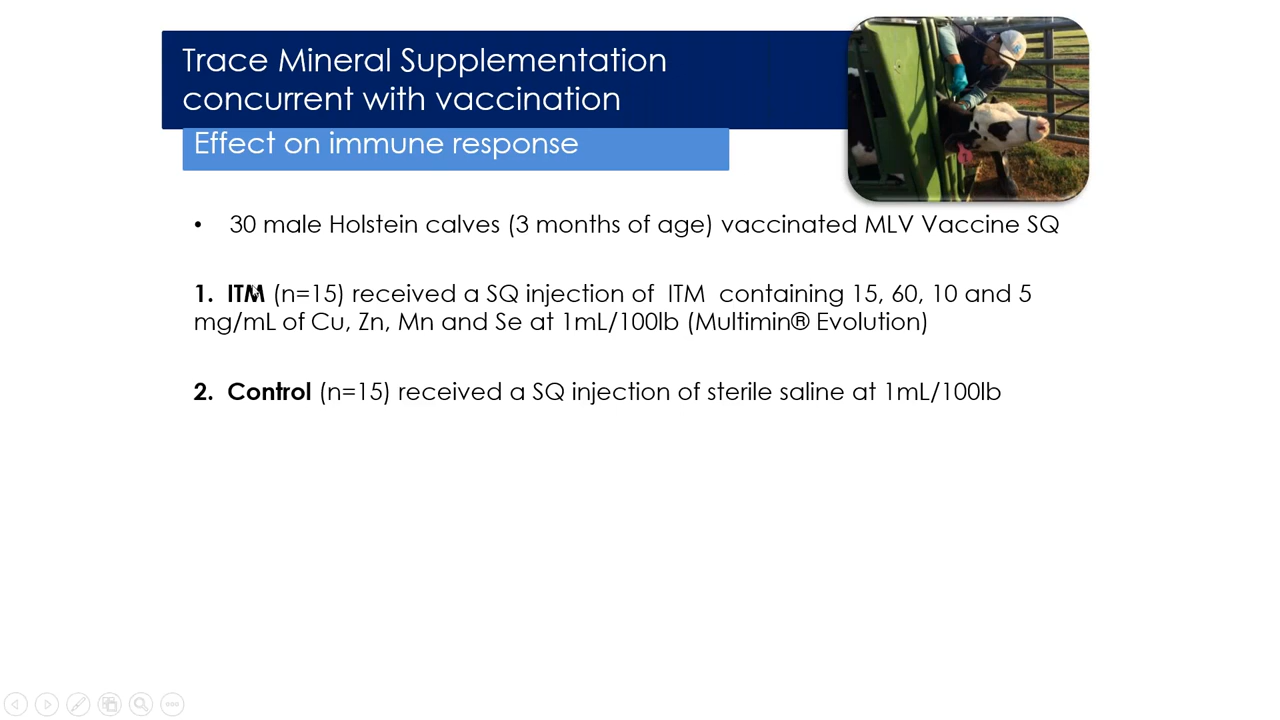 Trace Mineral Supplementation
concurrent with vaccination
Effect on immune response
• 30 male Holstein calves (3 months of age) vaccinated MLV Vaccine SQ
1. ITM (n=15) received a SQ injection of ITM containing 15, 60, 10 and 5
mg/mL of Cu, Zn, Mn and Se at 1mL/100lb (Multimin® Evolution)
2. Control (n=15) received a SQ injection of sterile saline at 1mL/100lb